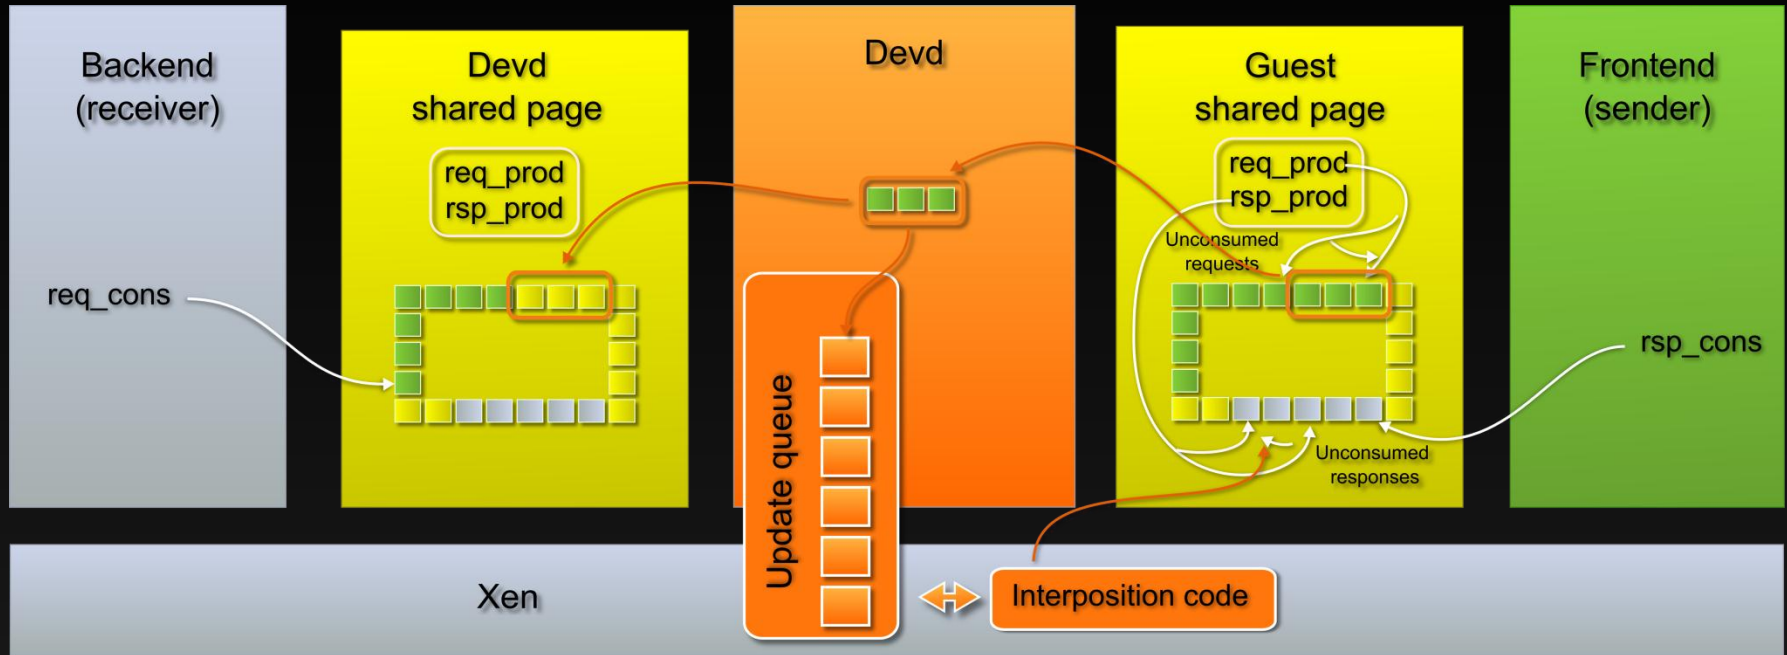 Backend
(receiver)
req_cons
Devd
shared page
req_prod
rsp_prod
Devd
Update queue
Guest
shared page
req_prod
rsp_prod
Unconsumed
requests
Unconsumed
responses
Frontend
(sender)
rsp_cons
Xen
Interposition code